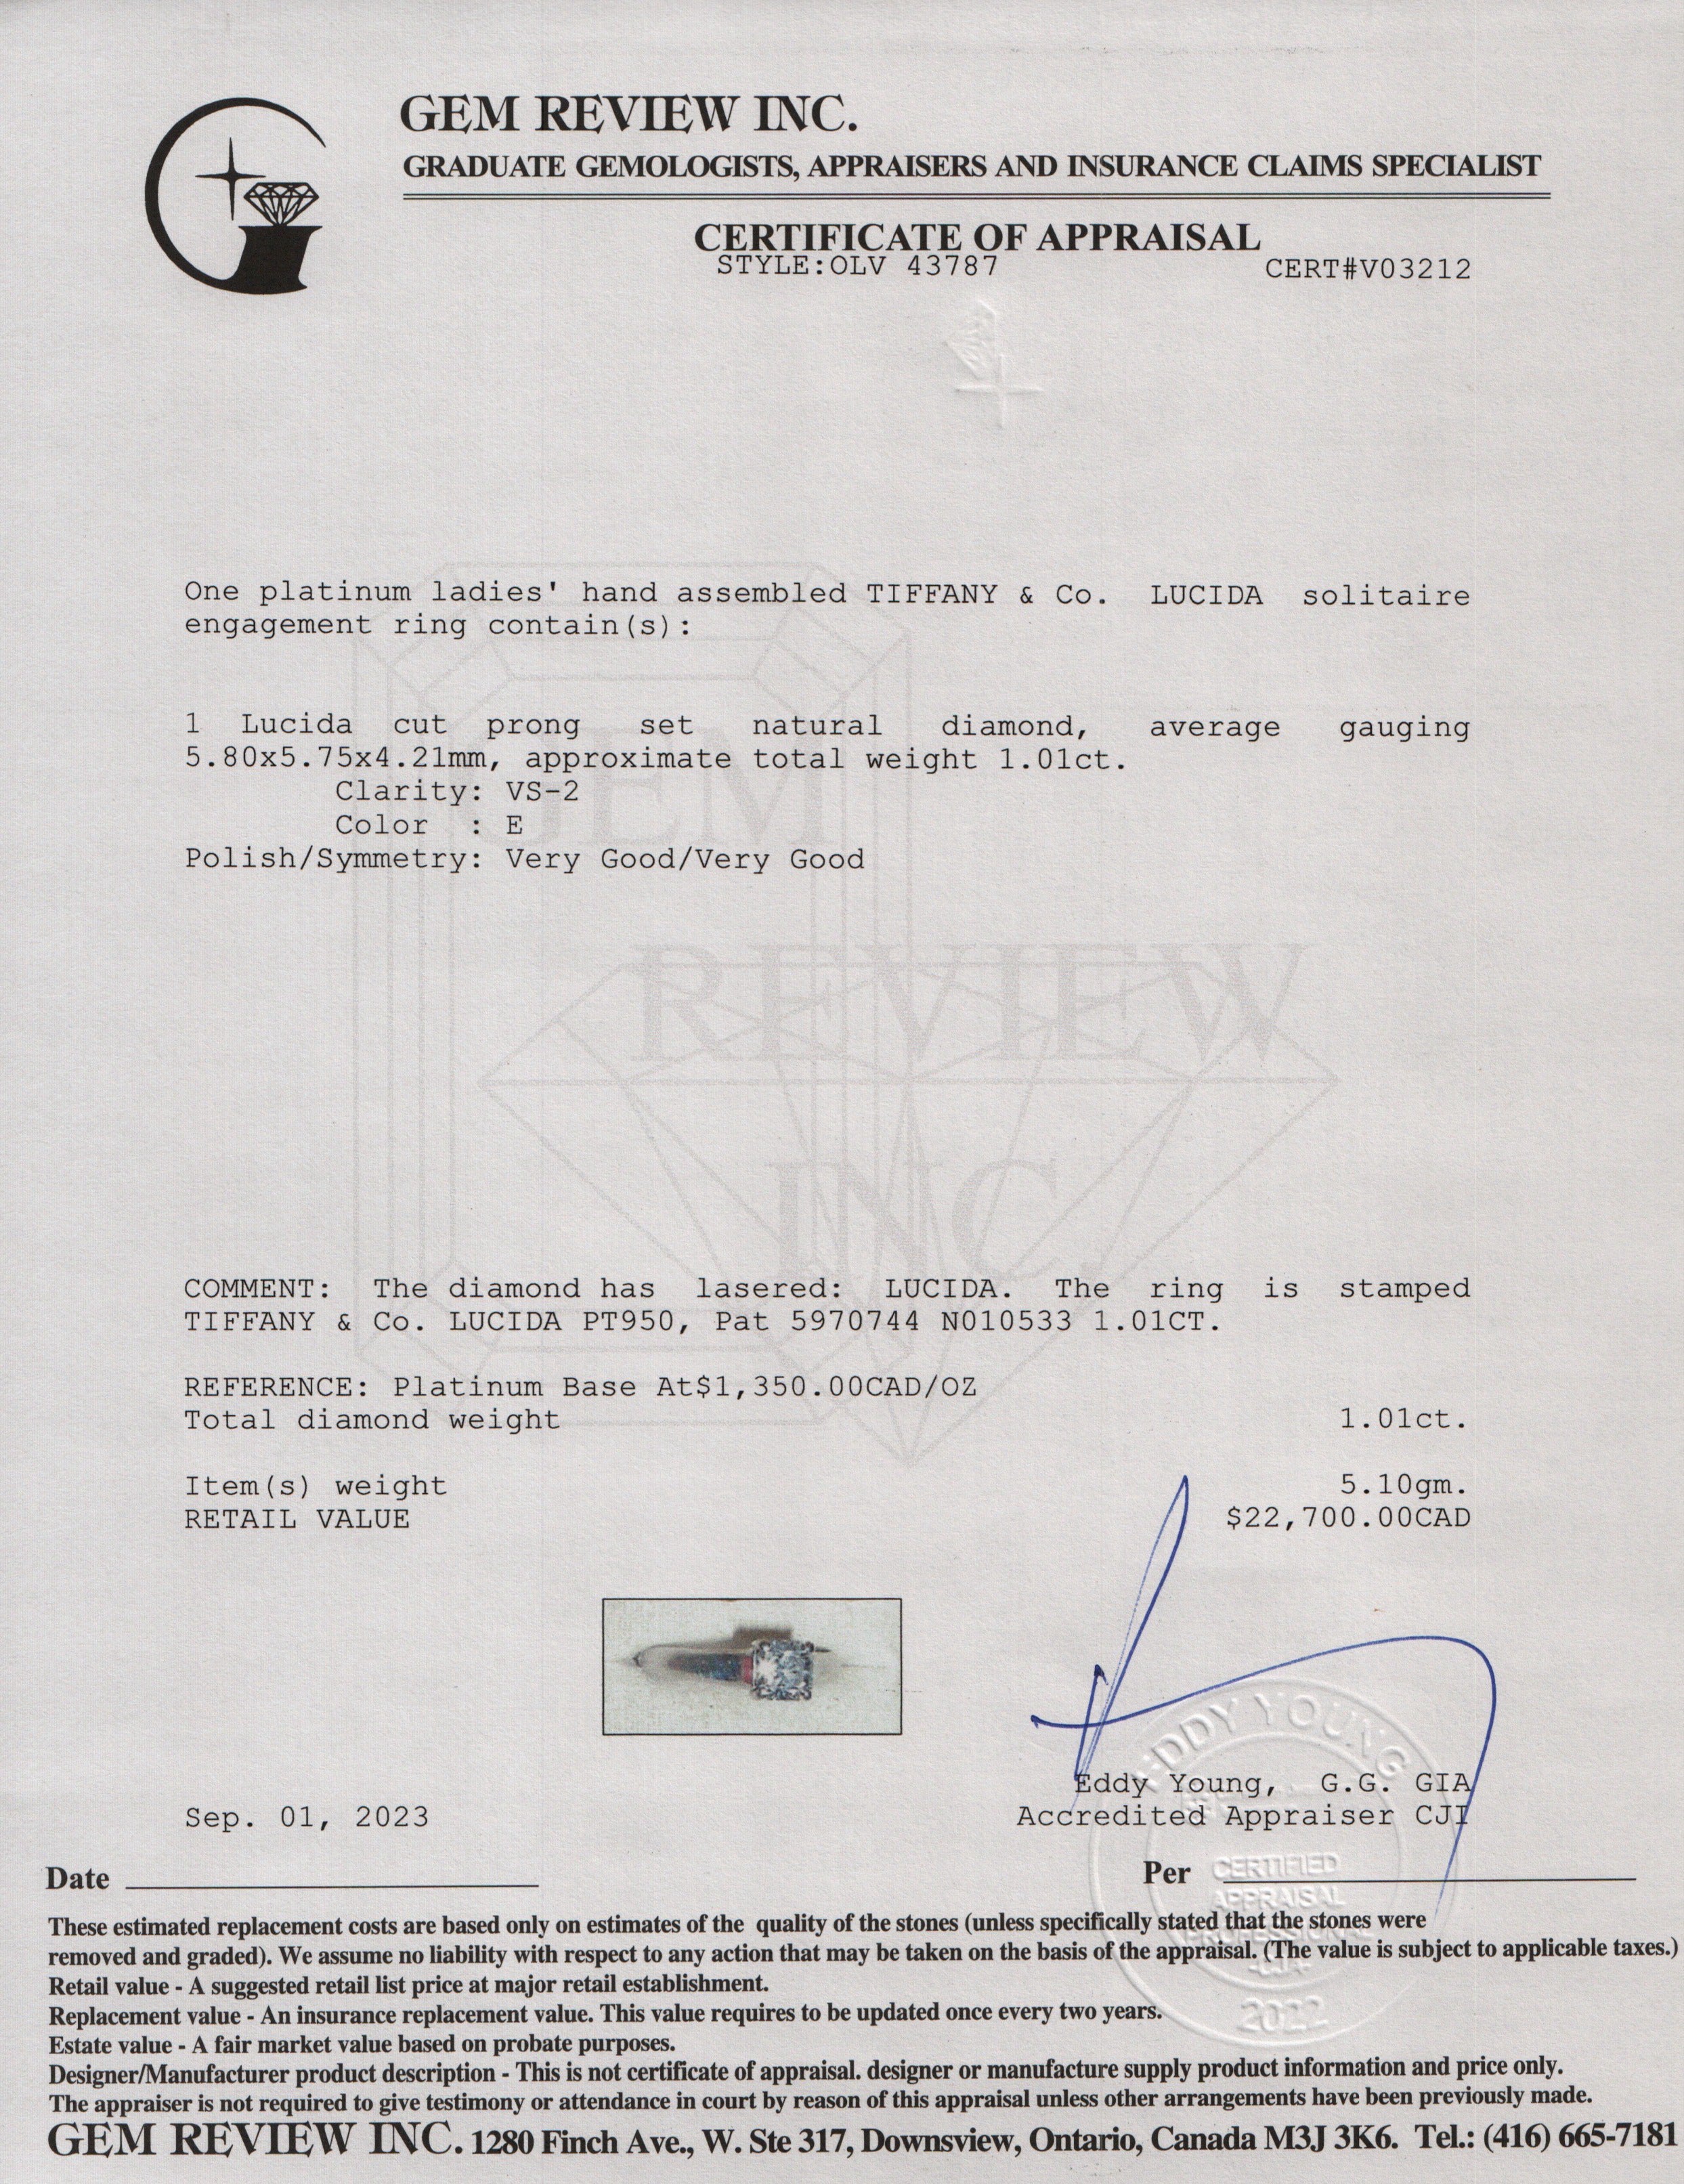 GEM REVIEW INC.
GRADUATE GEMOLOGISTS, APPRAISERS AND INSURANCE CLAIMS SPECIALIST
CERTIFICATE OF APPRAISAL
STYLE:OLV 43787 CERT#V03212
One platinum ladies' hand assembled TIFFANY & Co. LUCIDA solitaire
engagement ring contain(s):
1 Lucida cut prong set natural diamond, average gauging
5.80x5.75x4.21mm, approximate total weight 1.01ct.
Clarity: VS-2
Color : E
Polish/Symmetry: Very Good/Very Good
GEM
REVIEW
INC.
COMMENT: The diamond has lasered: LUCIDA. The ring is stamped
TIFFANY & Co. LUCIDA PT950, Pat 5970744 N010533 1.01CT.
REFERENCE: Platinum Base At$1,350.00CAD/OZ
Total diamond weight 1.01ct.
Item(s) weight 5.10gm.
RETAIL VALUE $22,700.00CAD
EDDY YOUNG
Eddy Young, G.G. GIA
Sep. 01, 2023 Accredited Appraiser CJI
Date Per
CERTIFIED
APPRAISAL
PROFESSIONAL
2022
These estimated replacement costs are based only on estimates of the quality of the stones (unless specifically stated that the stones were
removed and graded). We assume no liability with respect to any action that may be taken on the basis of the appraisal. (The value is subject to applicable taxes.)
Retail value - A suggested retail list price at major retail establishment.
Replacement value - An insurance replacement value. This value requires to be updated once every two years.
Estate value - A fair market value based on probate purposes.
Designer/Manufacturer product description - This is not certificate of appraisal. designer or manufacture supply product information and price only.
The appraiser is not required to give testimony or attendance in court by reason of this appraisal unless other arrangements have been previously made.
GEM REVIEW INC. 1280 Finch Ave., W. Ste 317, Downsview, Ontario, Canada M3J 3K6. Tel.: (416) 665-7181